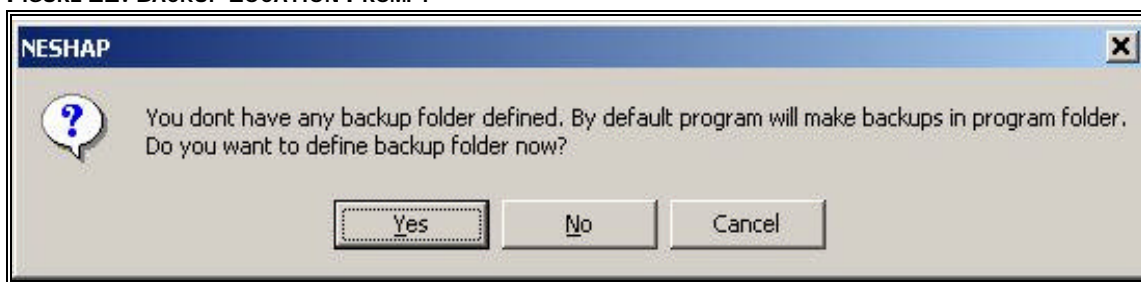 NESHAP
You dont have any backup folder defined. By default program will make backups in program folder.
Do you want to define backup folder now?
Yes
No
Cancel